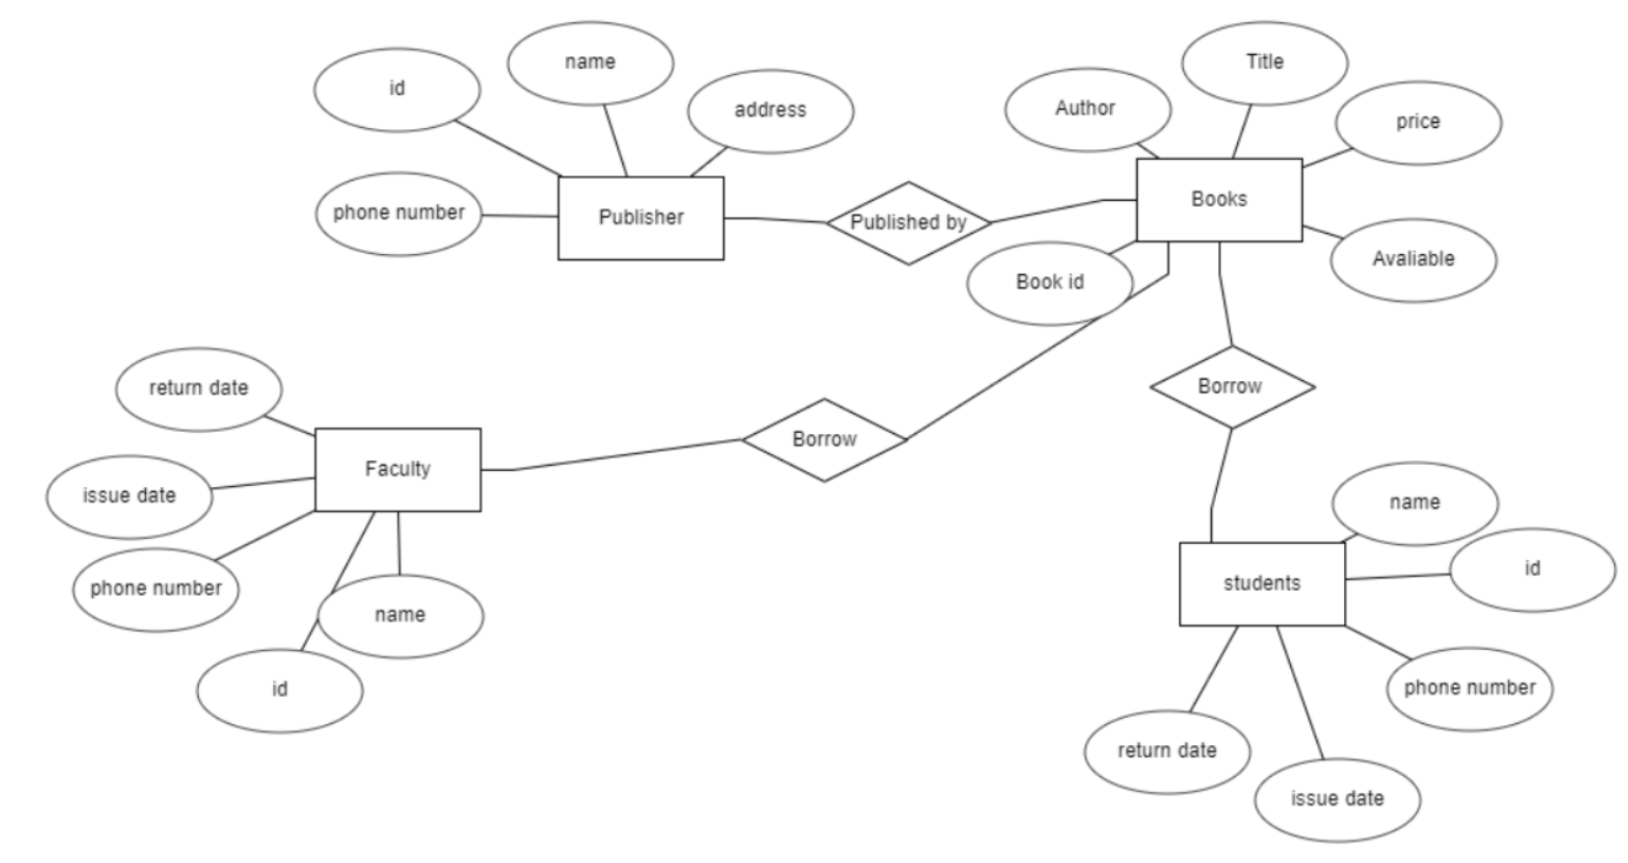 name
Title
id
address
Author
price
phone number
Publisher
Published by
Books
Book id
Avaliable
return date
Borrow
Faculty
Borrow
issue date
name
phone number
name
students
id
id
phone number
return date
issue date